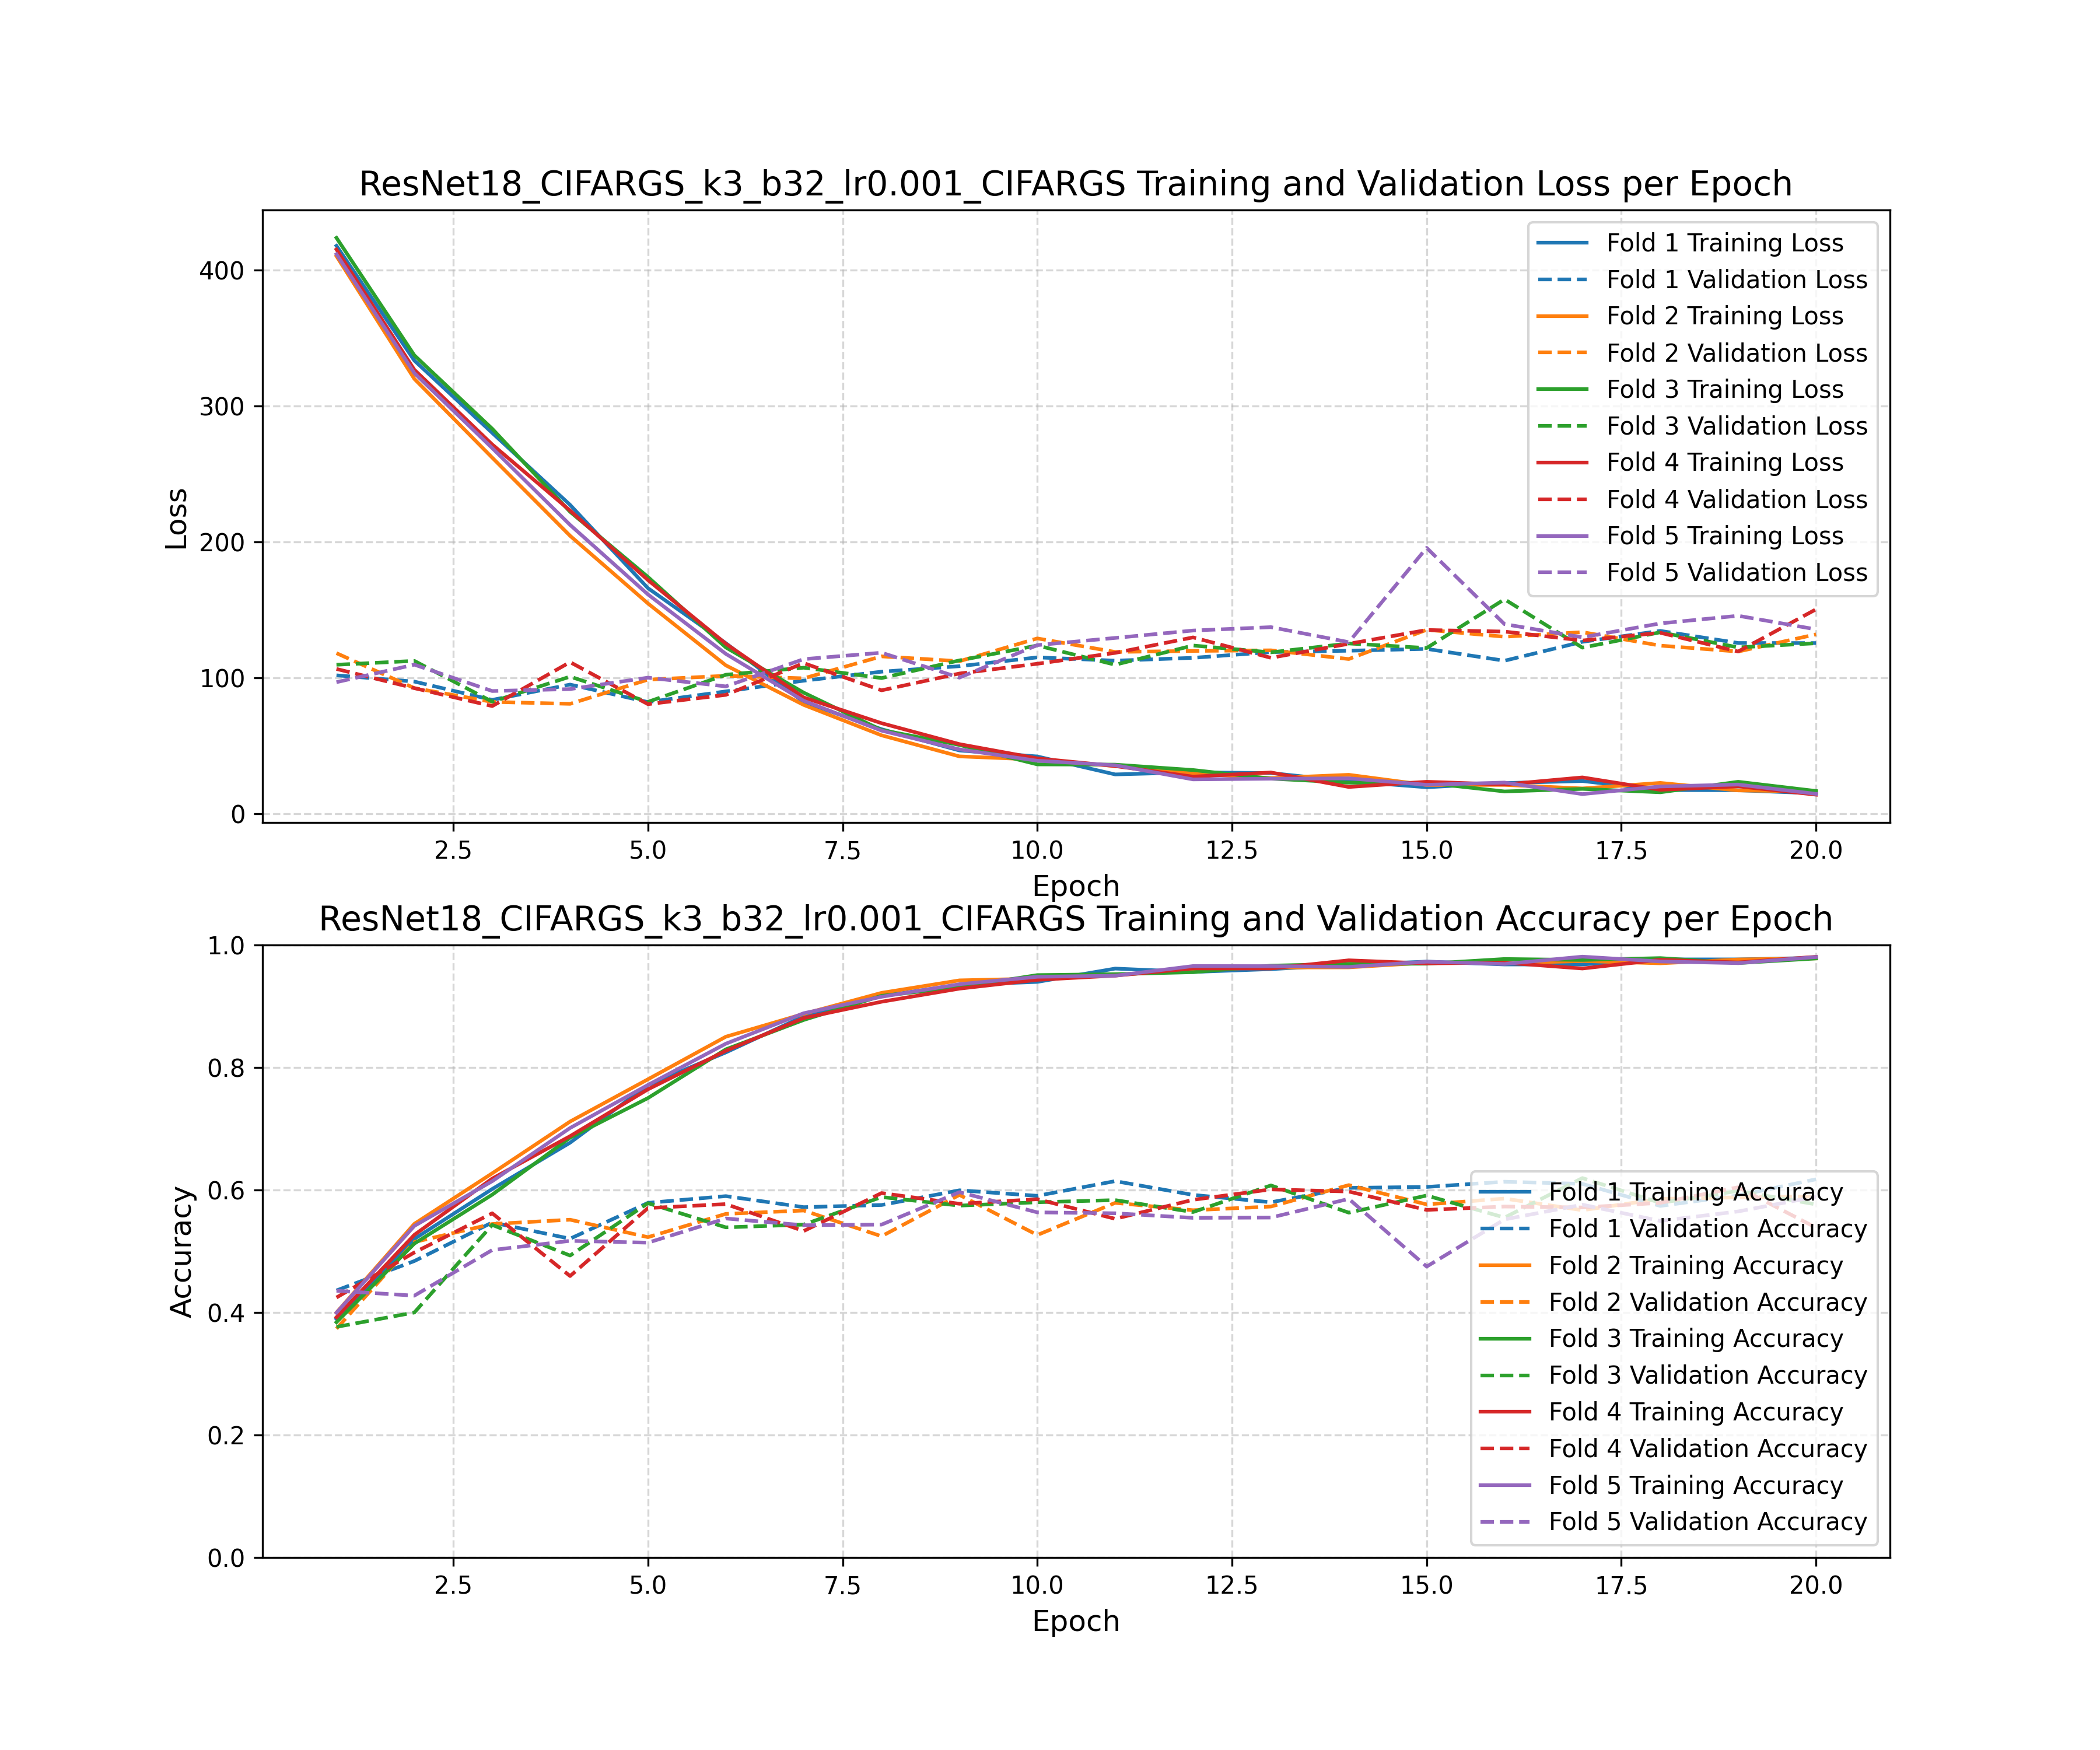 ResNet18_CIFARGS_k3_b32_lr0.001_CIFARGS Training and Validation Loss per Epoch
Loss
400
300
200
100
0
Fold 1 Training Loss
Fold 1 Validation Loss
Fold 2 Training Loss
Fold 2 Validation Loss
Fold 3 Training Loss
Fold 3 Validation Loss
Fold 4 Training Loss
Fold 4 Validation Loss
Fold 5 Training Loss
Fold 5 Validation Loss
2.5 5.0 7.5 10.0 12.5 15.0 17.5 20.0
Epoch
ResNet18_CIFARGS_k3_b32_lr0.001_CIFARGS Training and Validation Accuracy per Epoch
Accuracy
1.0
0.8
0.6
0.4
0.2
0.0
Fold 1 Training Accuracy
Fold 1 Validation Accuracy
Fold 2 Training Accuracy
Fold 2 Validation Accuracy
Fold 3 Training Accuracy
Fold 3 Validation Accuracy
Fold 4 Training Accuracy
Fold 4 Validation Accuracy
Fold 5 Training Accuracy
Fold 5 Validation Accuracy
2.5 5.0 7.5 10.0 12.5 15.0 17.5 20.0
Epoch